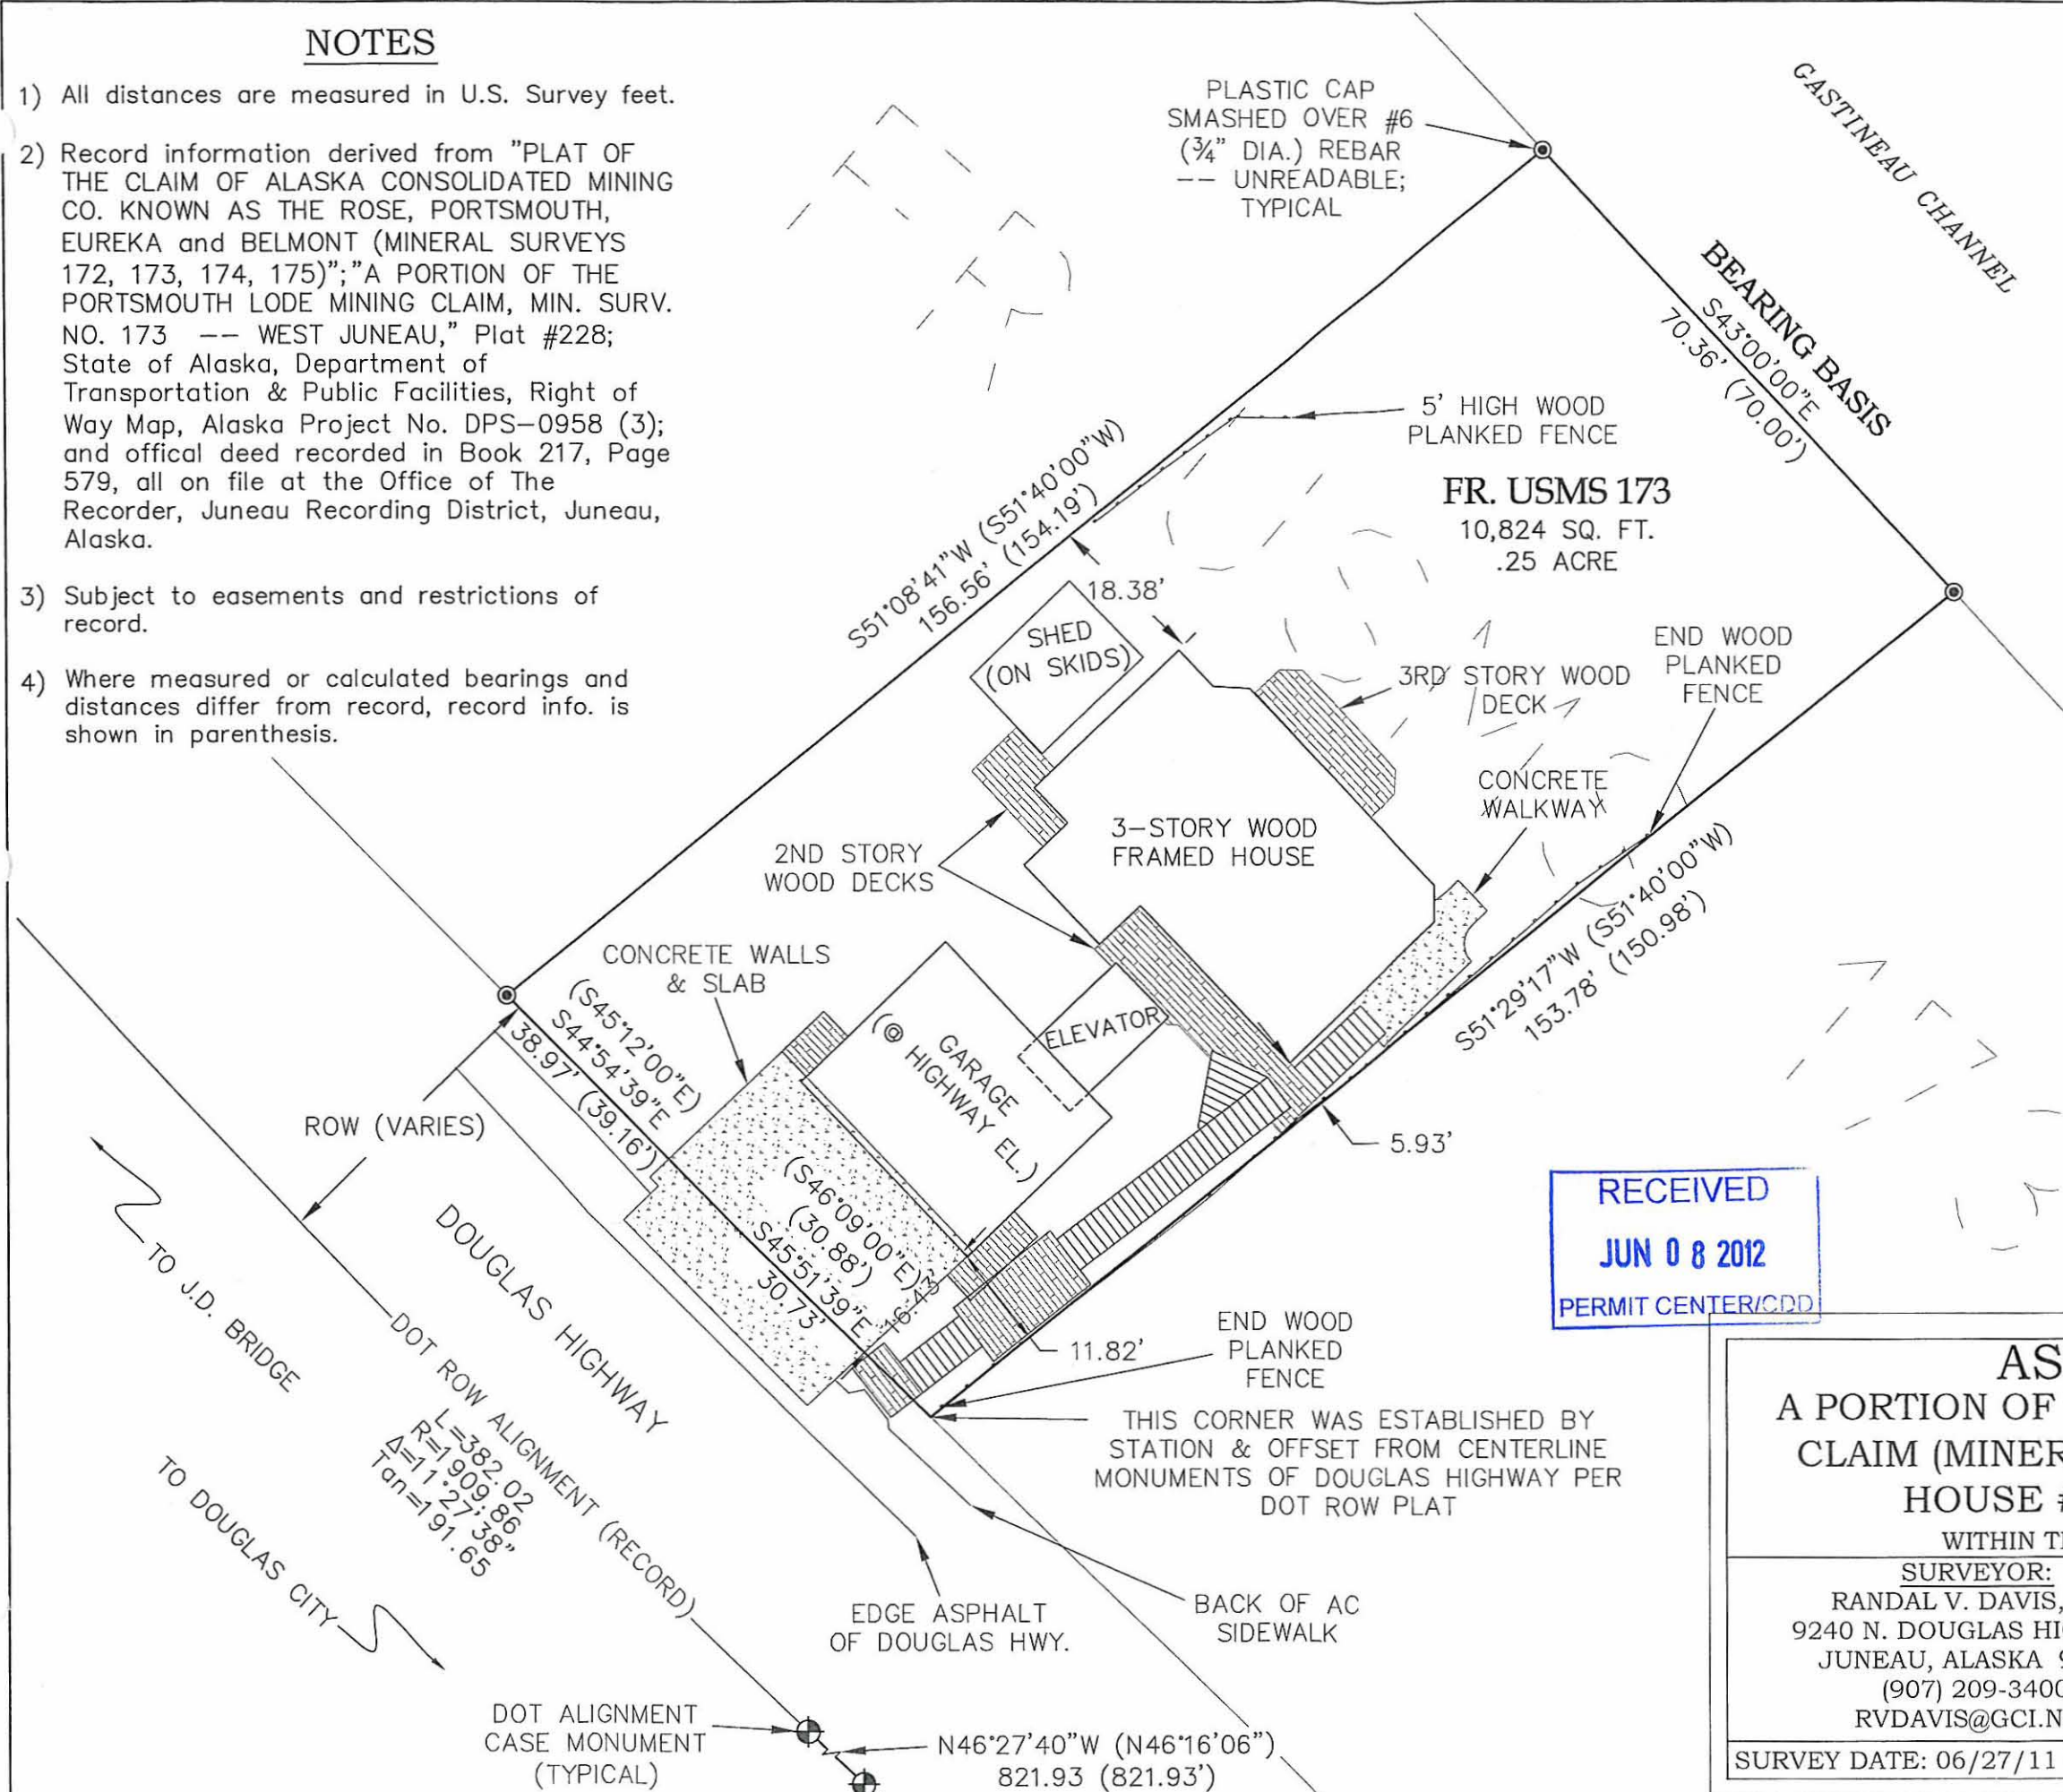 NOTES
1) All distances are measured in U.S. Survey feet.
2) Record information derived from "PLAT OF
THE CLAIM OF ALASKA CONSOLIDATED MINING
CO. KNOWN AS THE ROSE, PORTSMOUTH,
EUREKA and BELMONT (MINERAL SURVEYS
172, 173, 174, 175)";"A PORTION OF THE
PORTSMOUTH LODE MINING CLAIM, MIN. SURV.
NO. 173 -- WEST JUNEAU," Plat #228;
State of Alaska, Department of
Transportation & Public Facilities, Right of
Way Map, Alaska Project No. DPS-0958 (3);
and offical deed recorded in Book 217, Page
579, all on file at the Office of The
Recorder, Juneau Recording District, Juneau,
Alaska.
3) Subject to easements and restrictions of
record.
4) Where measured or calculated bearings and
distances differ from record, record info. is
shown in parenthesis.
PLASTIC CAP
SMASHED OVER #6
(¾" DIA.) REBAR
-- UNREADABLE;
TYPICAL
GASTINEAU CHANNEL
BEARING BASIS
S43°00'00"E
70.36' (70.00')
5' HIGH WOOD
PLANKED FENCE
FR. USMS 173
10,824 SQ. FT.
.25 ACRE
S51°08'41"W (S51°40'00"W)
156.56' (154.19')
18.38'
SHED
(ON SKIDS)
3RD STORY WOOD
DECK
END WOOD
PLANKED
FENCE
CONCRETE
WALKWAY
3-STORY WOOD
FRAMED HOUSE
2ND STORY
WOOD DECKS
S51°29'17"W (S51°40'00"W)
153.78' (150.98')
CONCRETE WALLS
& SLAB
(S45°12'00"E)
S44°54'39"E
38.97' (39.16')
GARAGE
(@ HIGHWAY EL.)
ELEVATOR
ROW (VARIES)
5.93'
(S46°09'00"E)
(30.88')
S45°51'39"E
30.73'
16.43'
11.82'
RECEIVED
JUN 08 2012
PERMIT CENTER/CDD
TO J.D. BRIDGE
DOUGLAS HIGHWAY
DOT ROW ALIGNMENT (RECORD)
L=382.02
R=1909.86
Δ=11°27'38"
Tan=191.65
TO DOUGLAS CITY
END WOOD
PLANKED
FENCE
THIS CORNER WAS ESTABLISHED BY
STATION & OFFSET FROM CENTERLINE
MONUMENTS OF DOUGLAS HIGHWAY PER
DOT ROW PLAT
EDGE ASPHALT
OF DOUGLAS HWY.
BACK OF AC
SIDEWALK
DOT ALIGNMENT
CASE MONUMENT
(TYPICAL)
N46°27'40"W (N46°16'06")
821.93 (821.93')
AS
A PORTION OF
CLAIM (MINER
HOUSE #
WITHIN T
SURVEYOR:
RANDAL V. DAVIS,
9240 N. DOUGLAS HI
JUNEAU, ALASKA 9
(907) 209-3400
RVDAVIS@GCI.N
SURVEY DATE: 06/27/11